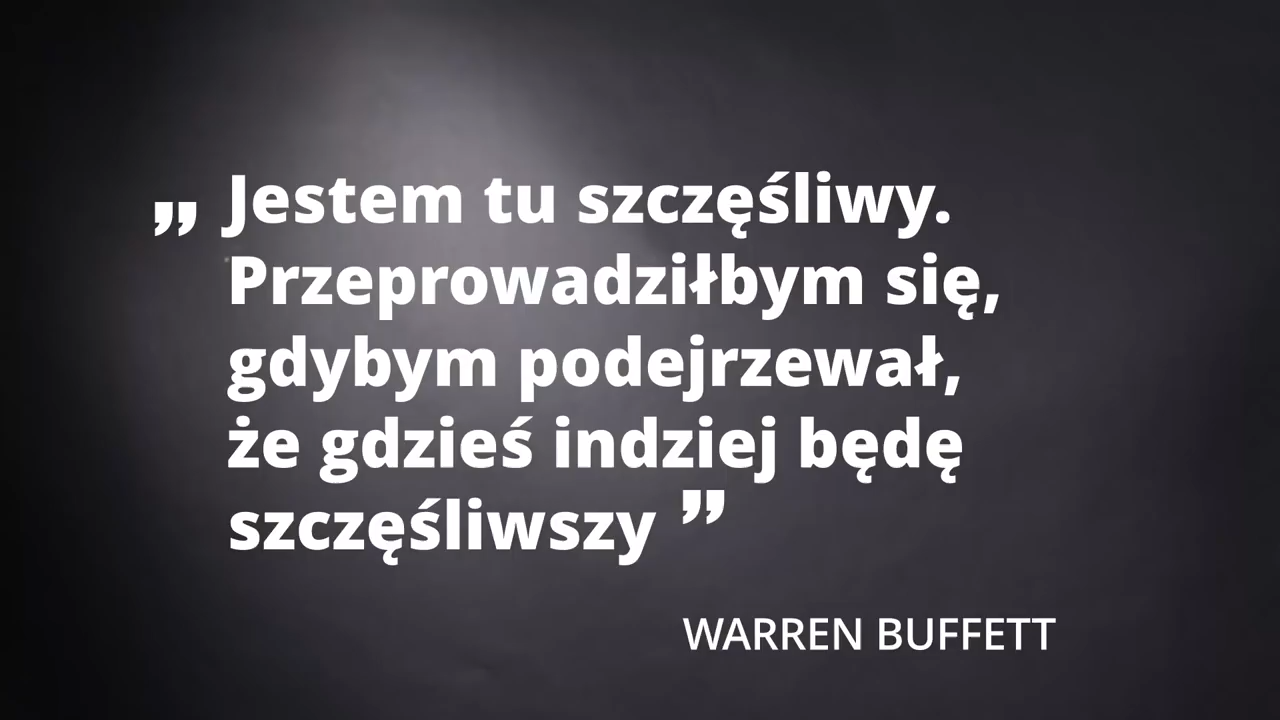 „ Jestem tu szczęśliwy.
Przeprowadziłbym się,
gdybym podejrzewał,
że gdzieś indziej będę
szczęśliwszy ”
WARREN BUFFETT